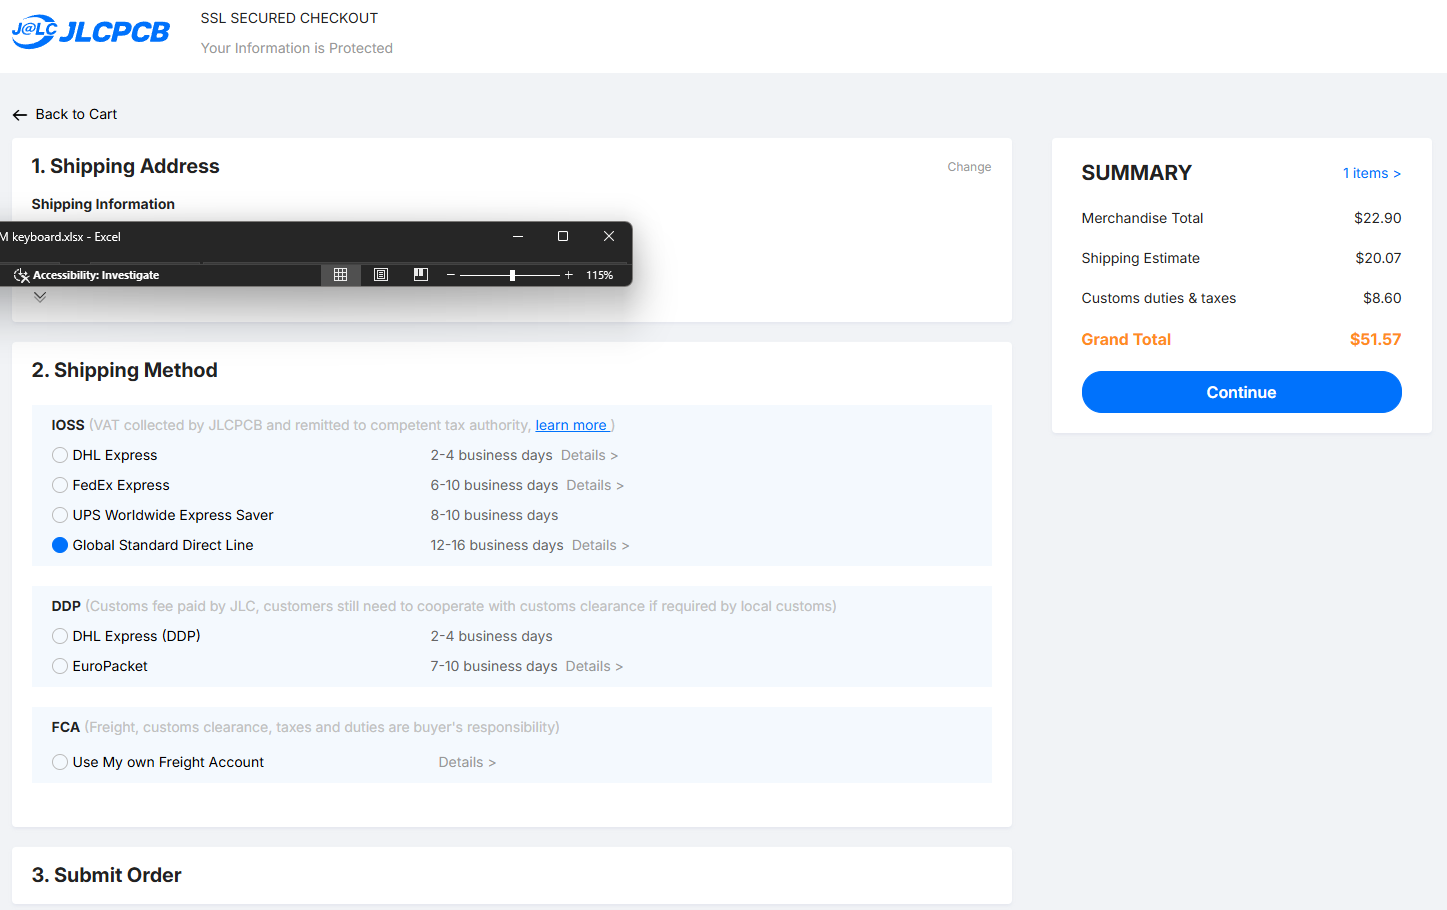 J@LC JLCPCB
SSL SECURED CHECKOUT
Your Information is Protected
Back to Cart
1. Shipping Address
Change
Shipping Information
M keyboard.xlsx - Excel
Accessibility: Investigate
115%
2. Shipping Method
IOSS (VAT collected by JLCPCB and remitted to competent tax authority, learn more )
DHL Express 2-4 business days Details >
FedEx Express 6-10 business days Details >
UPS Worldwide Express Saver 8-10 business days
Global Standard Direct Line 12-16 business days Details >
DDP (Customs fee paid by JLC, customers still need to cooperate with customs clearance if required by local customs)
DHL Express (DDP) 2-4 business days
EuroPacket 7-10 business days Details >
FCA (Freight, customs clearance, taxes and duties are buyer's responsibility)
Use My own Freight Account Details >
3. Submit Order
SUMMARY 1 items >
Merchandise Total $22.90
Shipping Estimate $20.07
Customs duties & taxes $8.60
Grand Total $51.57
Continue